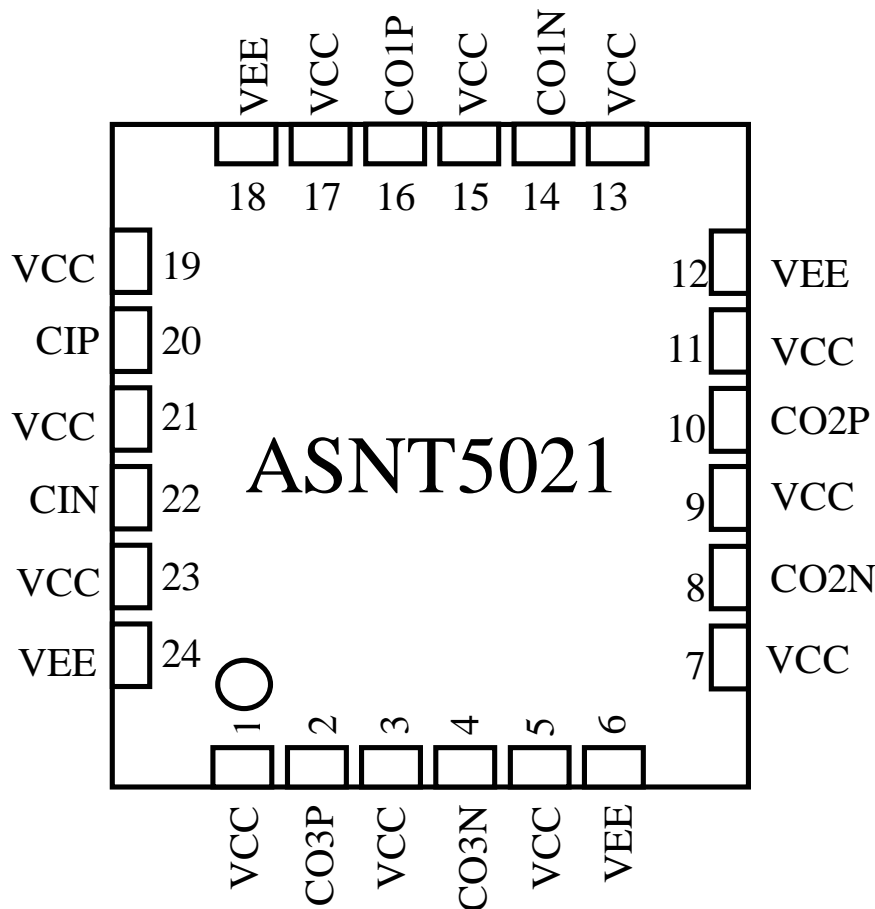 VEE
VCC
CO1P
VCC
CO1N
VCC
18
17
16
15
14
13
VCC 19
CIP 20
VCC 21
CIN 22
VCC 23
VEE 24
ASNT5021
12 VEE
11 VCC
10 CO2P
9 VCC
8 CO2N
7 VCC
1
2
3
4
5
6
VCC
CO3P
VCC
CO3N
VCC
VEE